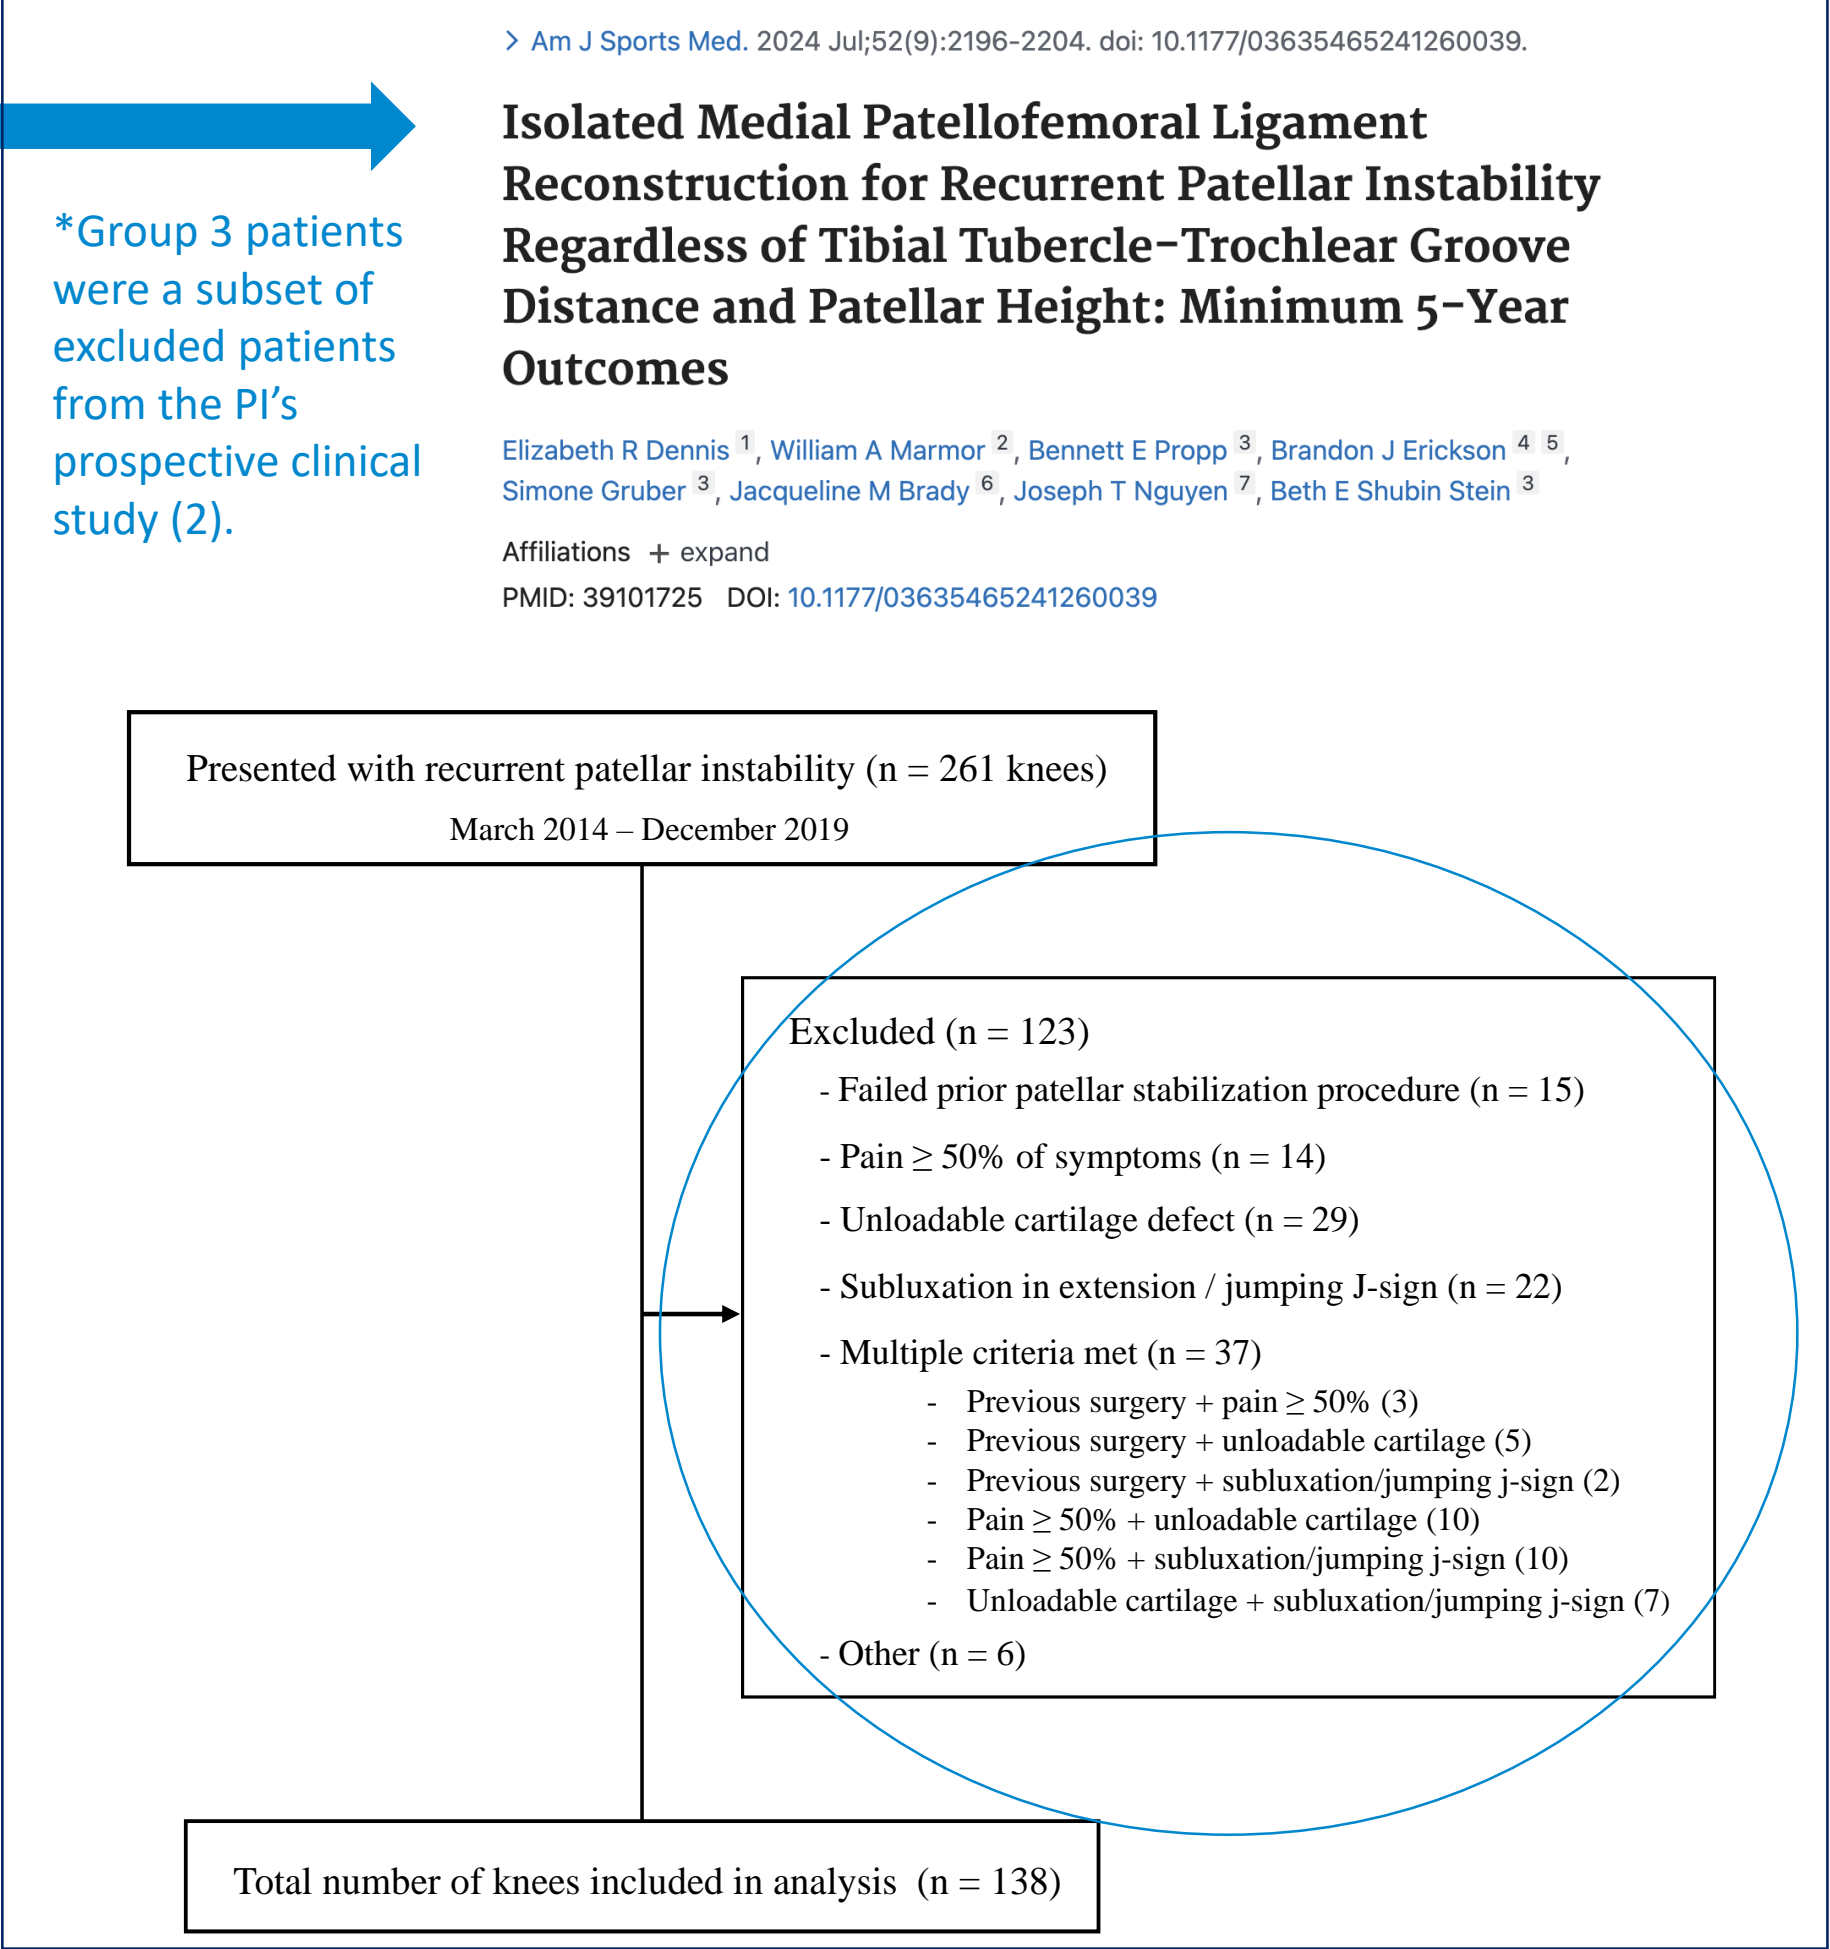 > Am J Sports Med. 2024 Jul;52(9):2196-2204. doi: 10.1177/03635465241260039.
Isolated Medial Patellofemoral Ligament
Reconstruction for Recurrent Patellar Instability
Regardless of Tibial Tubercle-Trochlear Groove
Distance and Patellar Height: Minimum 5-Year
Outcomes
Elizabeth R Dennis 1, William A Marmor 2, Bennett E Propp 3, Brandon J Erickson 4 5,
Simone Gruber 3, Jacqueline M Brady 6, Joseph T Nguyen 7, Beth E Shubin Stein 3
Affiliations + expand
PMID: 39101725 DOI: 10.1177/03635465241260039
*Group 3 patients
were a subset of
excluded patients
from the PI’s
prospective clinical
study (2).
Presented with recurrent patellar instability (n = 261 knees)
March 2014 – December 2019
Excluded (n = 123)
- Failed prior patellar stabilization procedure (n = 15)
- Pain ≥ 50% of symptoms (n = 14)
- Unloadable cartilage defect (n = 29)
- Subluxation in extension / jumping J-sign (n = 22)
- Multiple criteria met (n = 37)
- Previous surgery + pain ≥ 50% (3)
- Previous surgery + unloadable cartilage (5)
- Previous surgery + subluxation/jumping j-sign (2)
- Pain ≥ 50% + unloadable cartilage (10)
- Pain ≥ 50% + subluxation/jumping j-sign (10)
- Unloadable cartilage + subluxation/jumping j-sign (7)
- Other (n = 6)
Total number of knees included in analysis (n = 138)